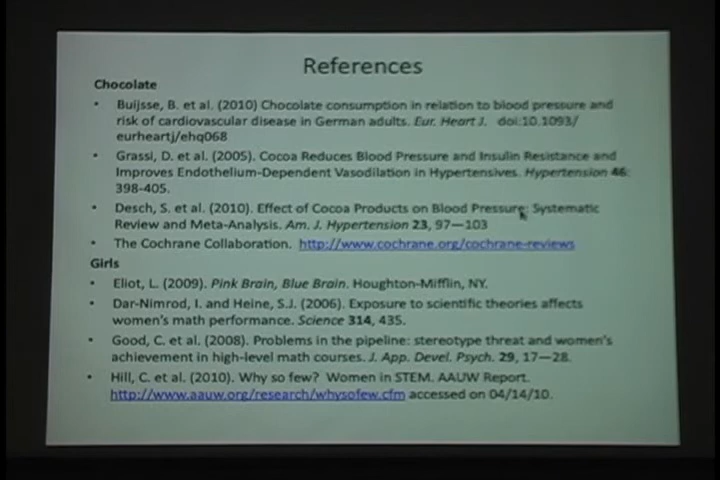 References
Chocolate
• Buijsse, B. et al. (2010) Chocolate consumption in relation to blood pressure and
risk of cardiovascular disease in German adults. Eur. Heart J. doi:10.1093/
eurheartj/ehq068
• Grassi, D. et al. (2005). Cocoa Reduces Blood Pressure and Insulin Resistance and
Improves Endothelium-Dependent Vasodilation in Hypertensives. Hypertension 46:
398-405.
• Desch, S. et al. (2010). Effect of Cocoa Products on Blood Pressure: Systematic
Review and Meta-Analysis. Am. J. Hypertension 23, 97—103
• The Cochrane Collaboration. http://www.cochrane.org/cochrane-reviews
Girls
• Eliot, L. (2009). Pink Brain, Blue Brain. Houghton-Mifflin, NY.
• Dar-Nimrod, I. and Heine, S.J. (2006). Exposure to scientific theories affects
women's math performance. Science 314, 435.
• Good, C. et al. (2008). Problems in the pipeline: stereotype threat and women's
achievement in high-level math courses. J. App. Devel. Psych. 29, 17—28.
• Hill, C. et al. (2010). Why so few? Women in STEM. AAUW Report.
http://www.aauw.org/research/whysofew.cfm accessed on 04/14/10.